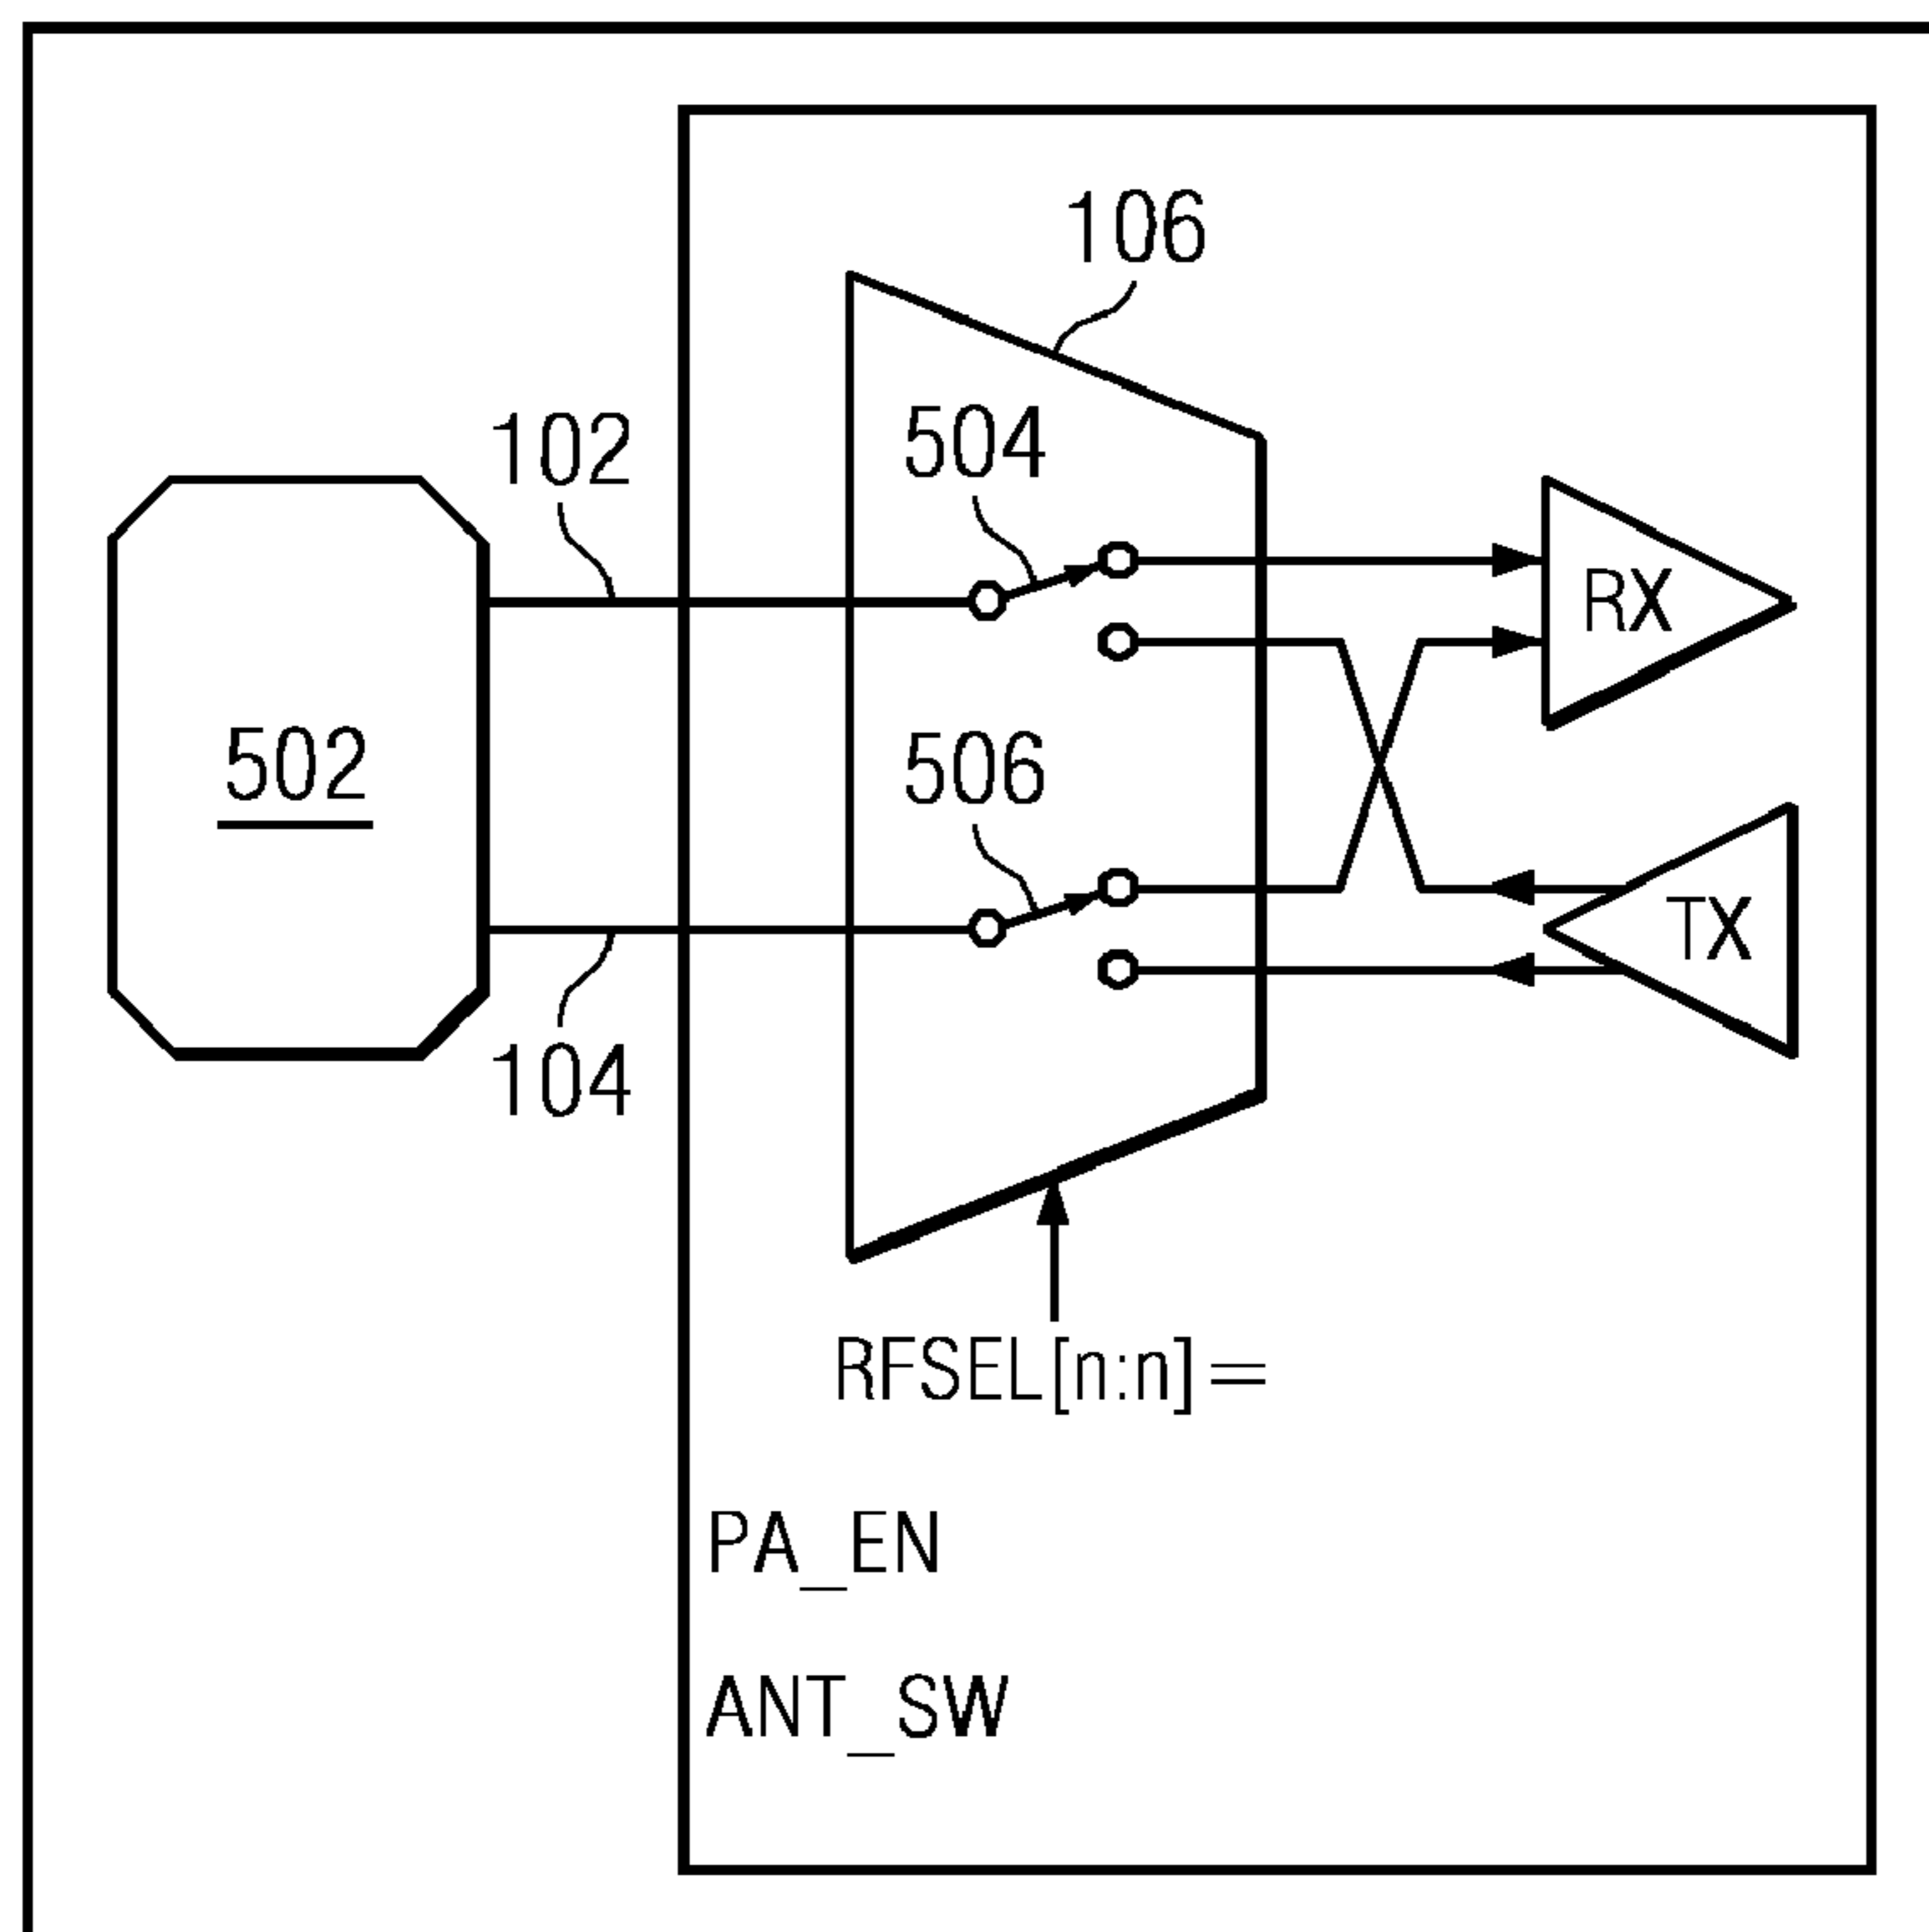 106
102
504
RX
502
506
TX
104
RFSEL[n:n]=
PA_EN
ANT_SW